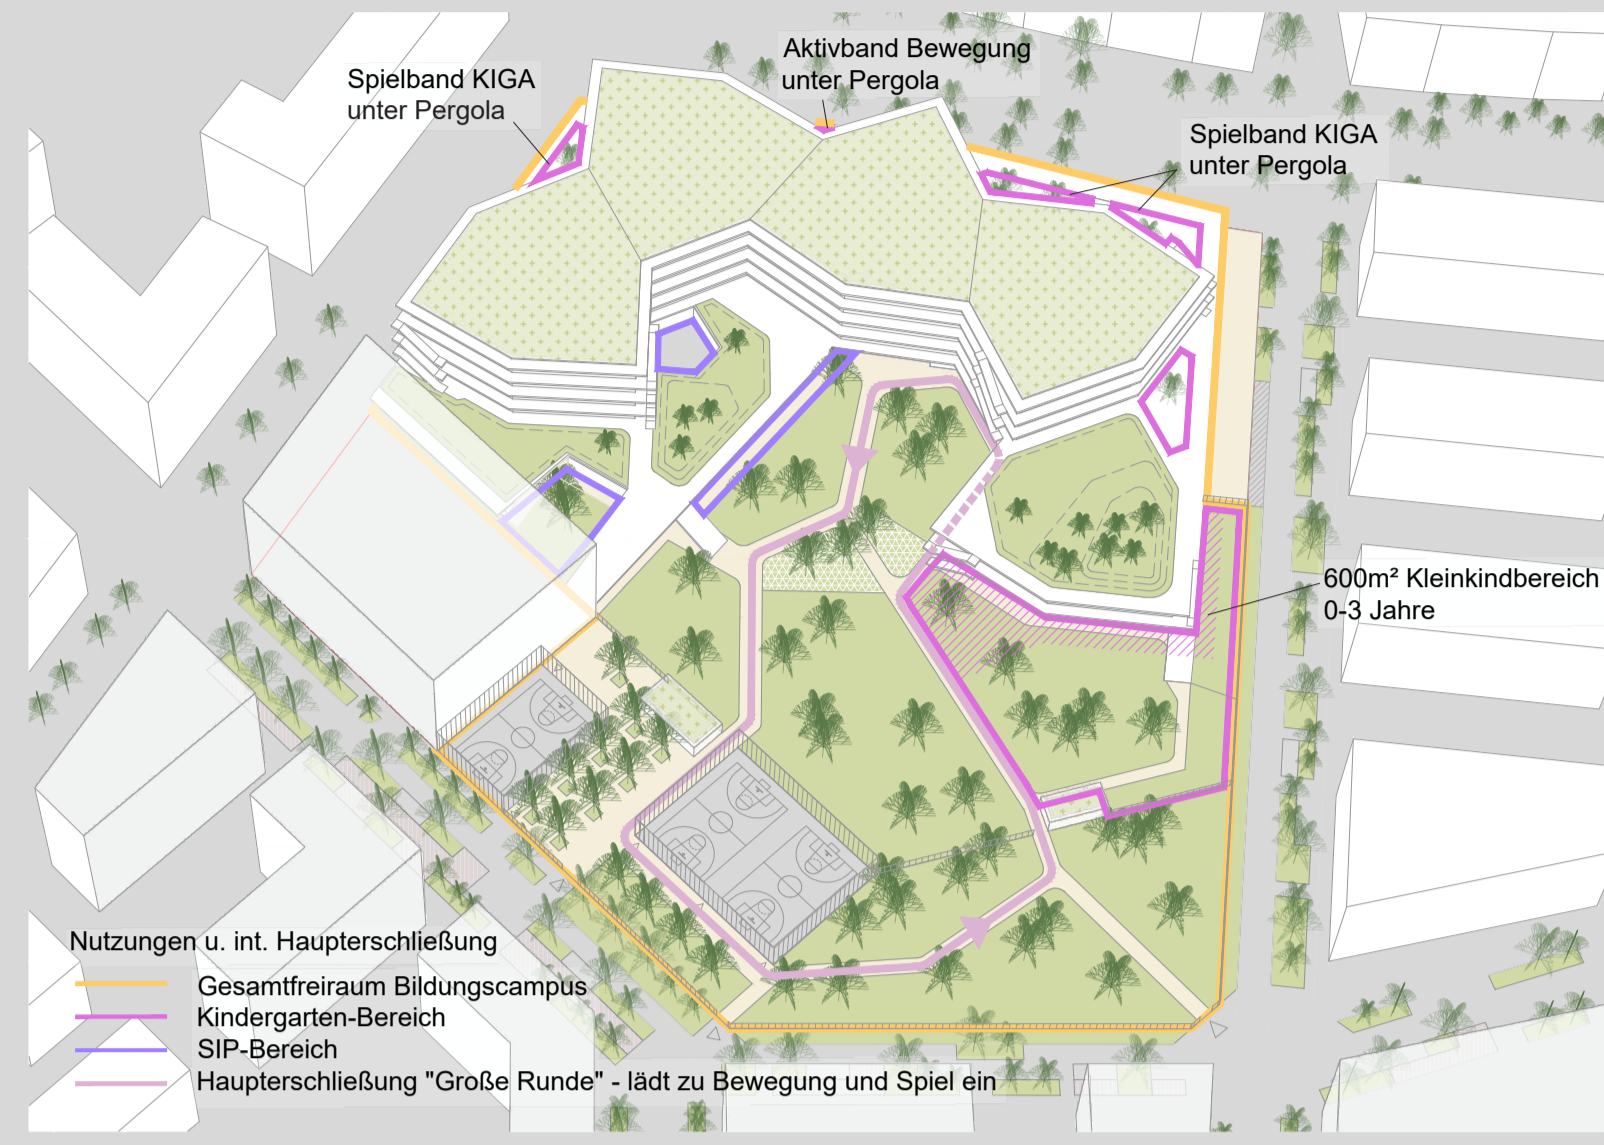 Aktivband Bewegung
unter Pergola
Spielband KIGA
unter Pergola
Spielband KIGA
unter Pergola
600m² Kleinkindbereich
0-3 Jahre
Nutzungen u. int. Haupterschließung
Gesamtfreiraum Bildungscampus
Kindergarten-Bereich
SIP-Bereich
Haupterschließung "Große Runde" - lädt zu Bewegung und Spiel ein